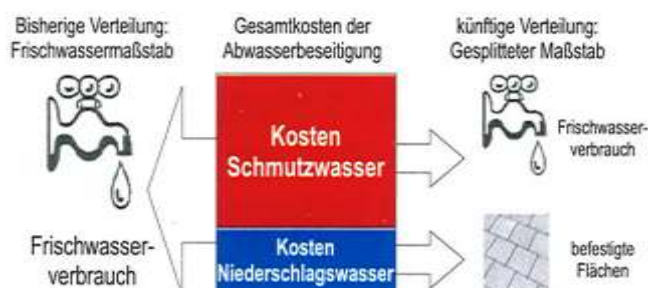 Bisherige Verteilung:
Frischwassermaßstab
Gesamtkosten der
Abwasserbeseitigung
künftige Verteilung:
Gesplitteter Maßstab
Kosten
Schmutzwasser
Frischwasser-
verbrauch
Frischwasser-
verbrauch
Kosten
Niederschlagswasser
befestigte
Flächen